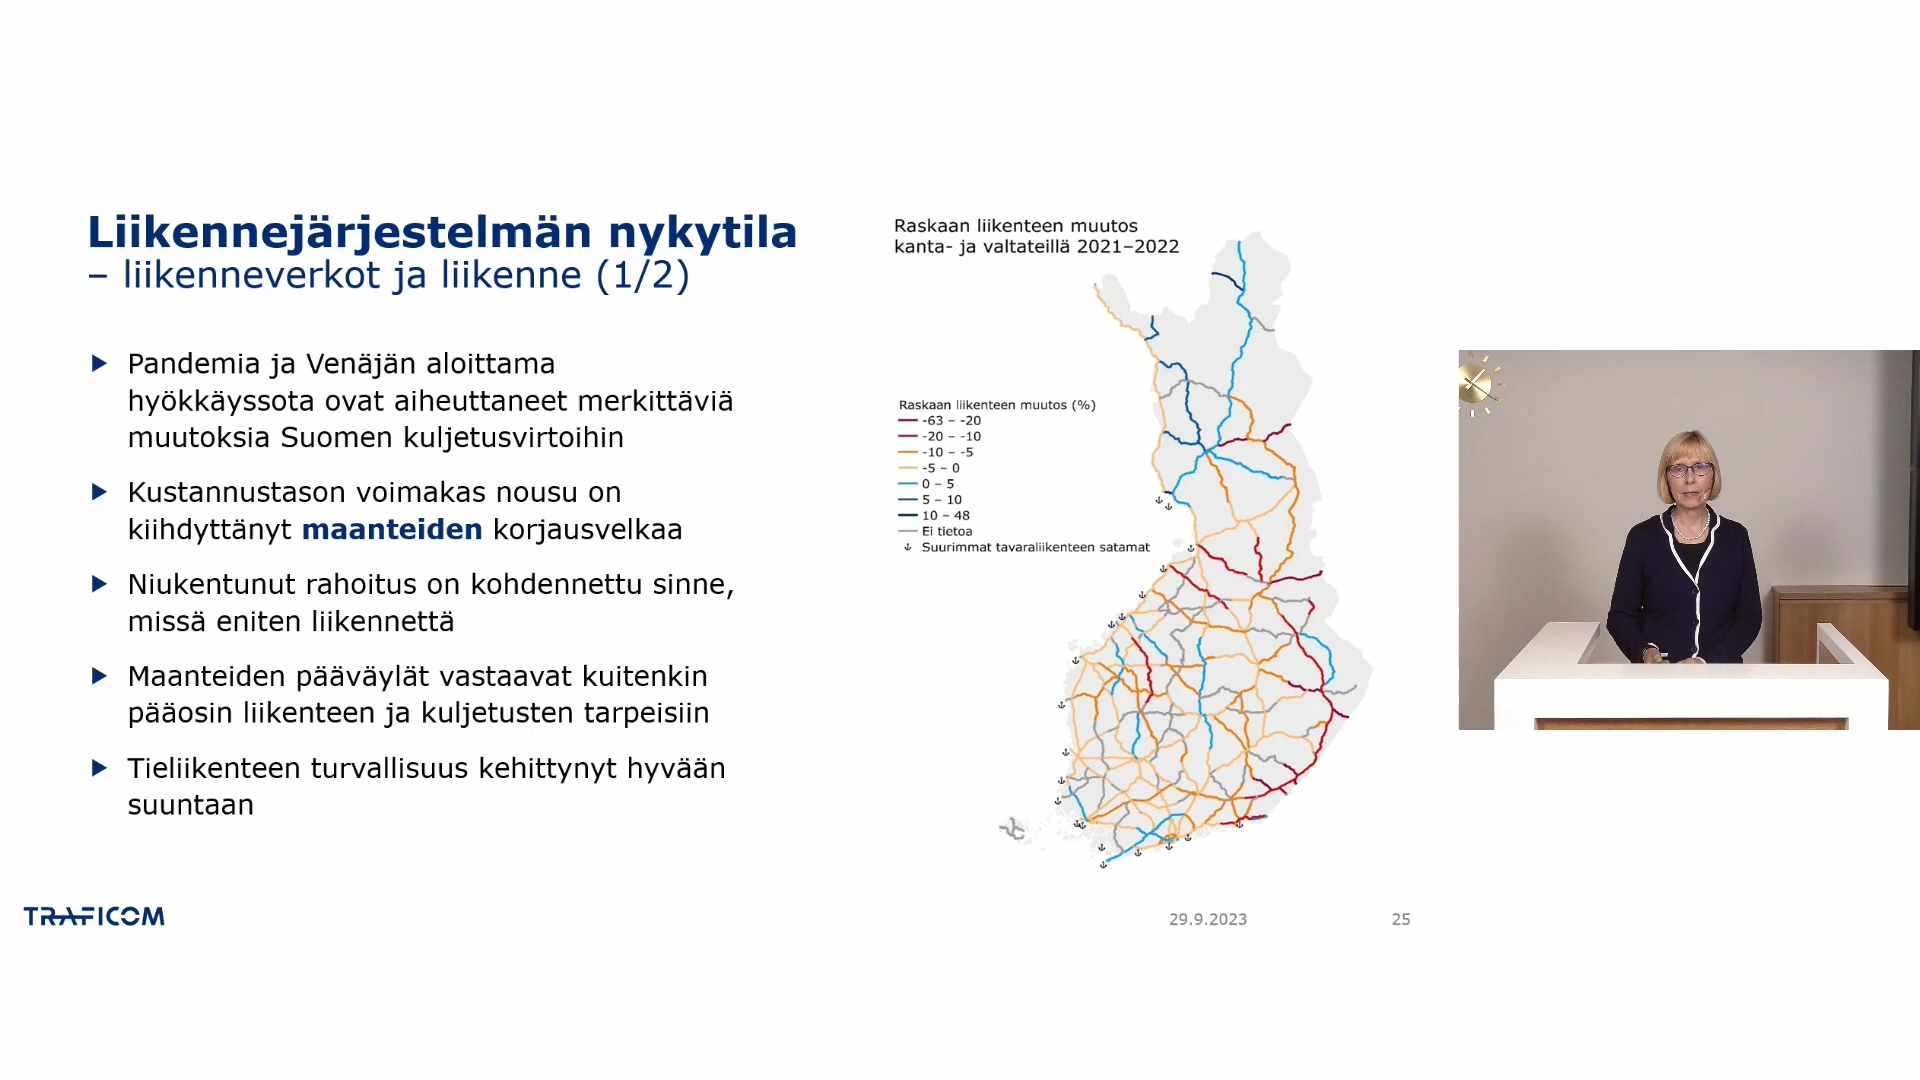 Liikennejärjestelmän nykytila
– liikenneverkot ja liikenne (1/2)
Pandemia ja Venäjän aloittama
hyökkäyssota ovat aiheuttaneet merkittäviä
muutoksia Suomen kuljetusvirtoihin
Kustannustason voimakas nousu on
kiihdyttänyt maanteiden korjausvelkaa
Niukentunut rahoitus on kohdennettu sinne,
missä eniten liikennettä
Maanteiden pääväylät vastaavat kuitenkin
pääosin liikenteen ja kuljetusten tarpeisiin
Tieliikenteen turvallisuus kehittynyt hyvään
suuntaan
Raskaan liikenteen muutos
kanta- ja valtateillä 2021–2022
Raskaan liikenteen muutos (%)
-63 – -20
-20 – -10
-10 – -5
-5 – 0
0 – 5
5 – 10
10 – 48
Ei tietoa
Suurimmat tavaraliikenteen satamat
TRAFICOM
29.9.2023
25